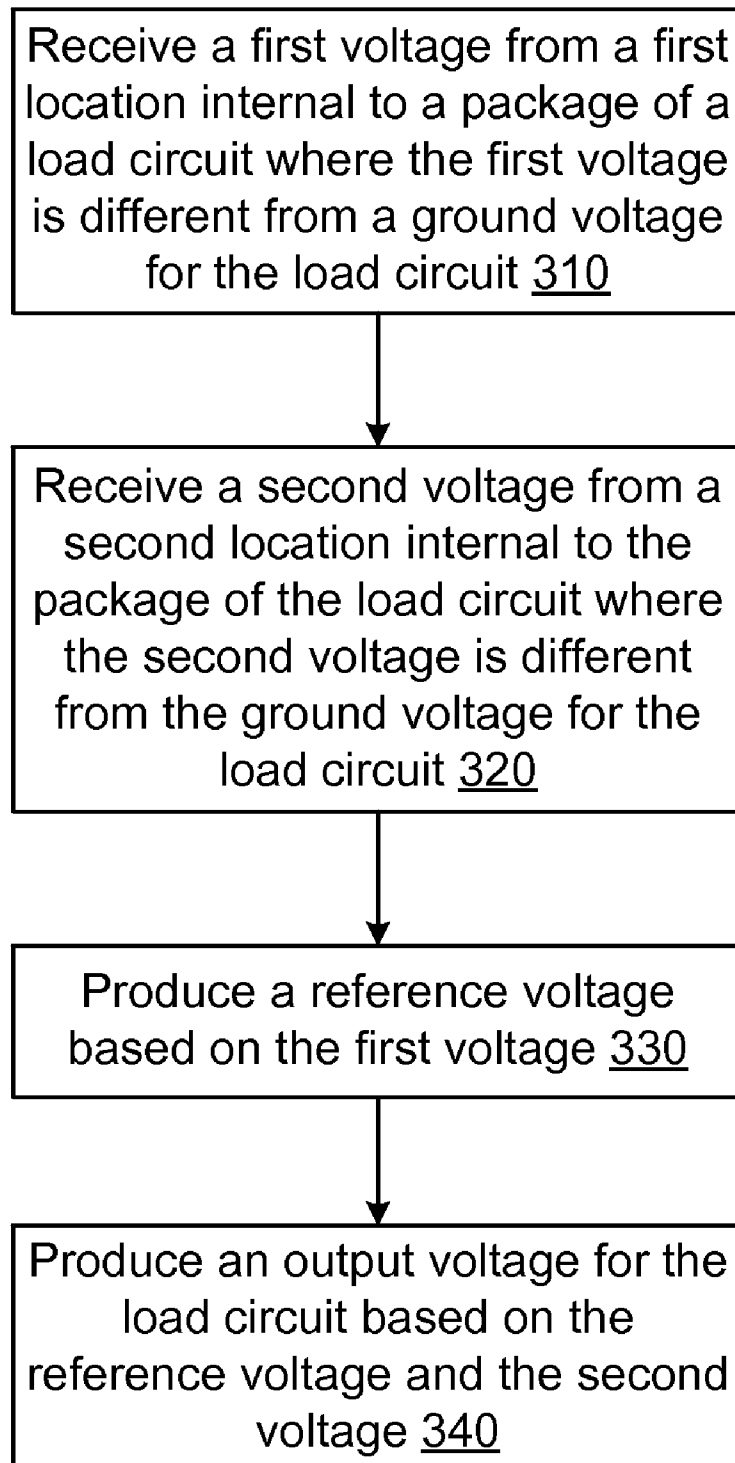 Receive a first voltage from a first
location internal to a package of a
load circuit where the first voltage
is different from a ground voltage
for the load circuit 310
Receive a second voltage from a
second location internal to the
package of the load circuit where
the second voltage is different
from the ground voltage for the
load circuit 320
Produce a reference voltage
based on the first voltage 330
Produce an output voltage for the
load circuit based on the
reference voltage and the second
voltage 340